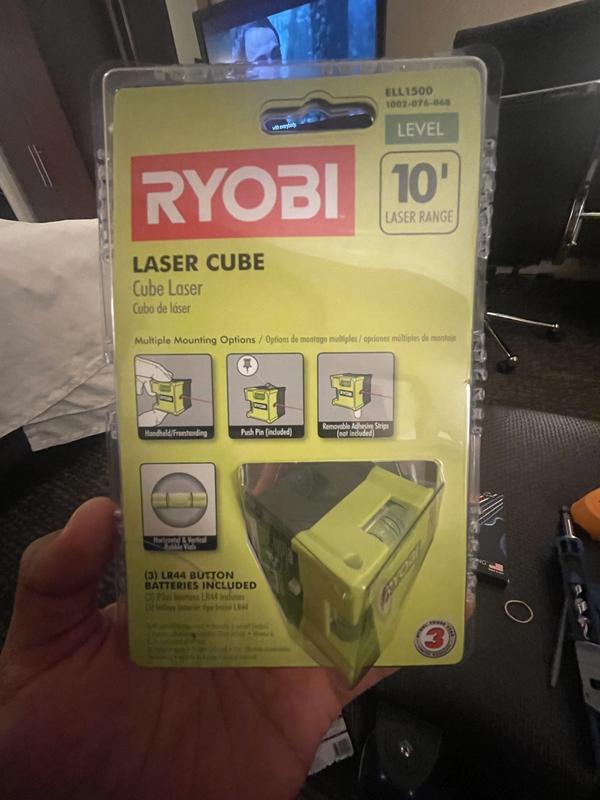 ELL1500
1002-076-868
LEVEL
RYOBI
10'
LASER RANGE
LASER CUBE
Cube Laser
Cubo de láser
Multiple Mounting Options / Options de montage multiples / opciones múltiples de montaje
Handheld/Freestanding
Push Pin (included)
Removable Adhesive Strips
(not included)
Horizontal & Vertical
Bubble Vials
(3) LR44 BUTTON
BATTERIES INCLUDED
RYOBI
3